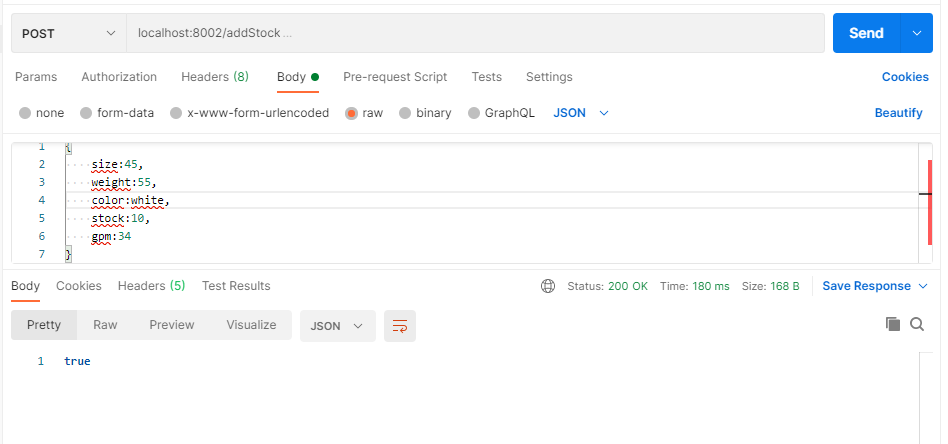 POST localhost:8002/addStock... Send
Params Authorization Headers (8) Body Pre-request Script Tests Settings Cookies
none form-data x-www-form-urlencoded raw binary GraphQL JSON Beautify
1 {
2 size:45,
3 weight:55,
4 color:white,
5 stock:10,
6 gpm:34
7 }
Body Cookies Headers (5) Test Results Status: 200 OK Time: 180 ms Size: 168 B Save Response
Pretty Raw Preview Visualize JSON
1 true